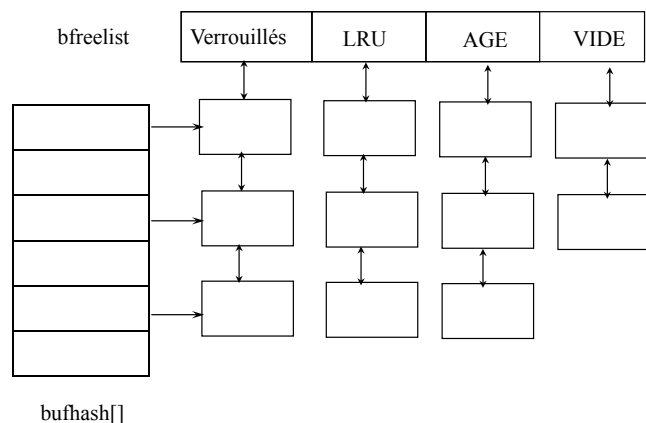 bfreelist
Verrouillés
LRU
AGE
VIDE
bufhash[]